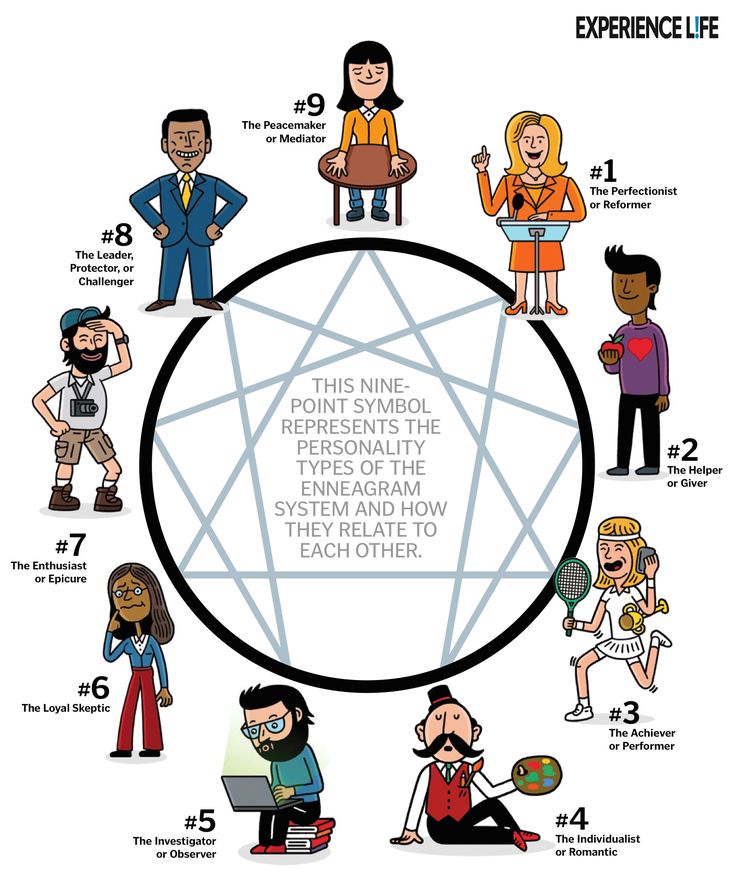 EXPERIENCE L!FE
#9
The Peacemaker
or Mediator
#1
The Perfectionist
or Reformer
#8
The Leader,
Protector, or
Challenger
#2
The Helper
or Giver
THIS NINE-
POINT SYMBOL
REPRESENTS THE
PERSONALITY
TYPES OF THE
ENNEAGRAM
SYSTEM AND HOW
THEY RELATE TO
EACH OTHER.
#7
The Enthusiast
or Epicure
#3
The Achiever
or Performer
#6
The Loyal Skeptic
#5
The Investigator
or Observer
#4
The Individualist
or Romantic